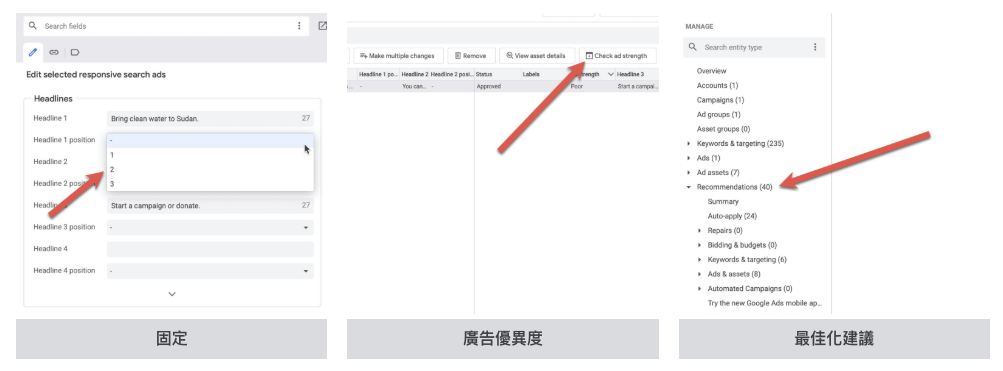 Search fields
Edit selected responsive search ads
Headlines
Headline 1
Bring clean water to Sudan.
27
Headline 1 position
-
1
Headline 2
2
Headline 2 position
3
Start a campaign or donate.
27
Headline 3 position
-
Headline 4
Headline 4 position
-
固定
Make multiple changes
Remove
View asset details
Check ad strength
Headline 1 po...
Headline 2
Headline 2 posi...
Status
Labels
Headline 3
-
You can...
-
Approved
Poor
Start a campai...
廣告優異度
MANAGE
Search entity type
Overview
Accounts (1)
Campaigns (1)
Ad groups (1)
Asset groups (0)
Keywords & targeting (235)
Ads (1)
Ad assets (7)
Recommendations (40)
Summary
Auto-apply (24)
Repairs (0)
Bidding & budgets (0)
Keywords & targeting (6)
Ads & assets (8)
Automated Campaigns (0)
Try the new Google Ads mobile ap...
最佳化建議